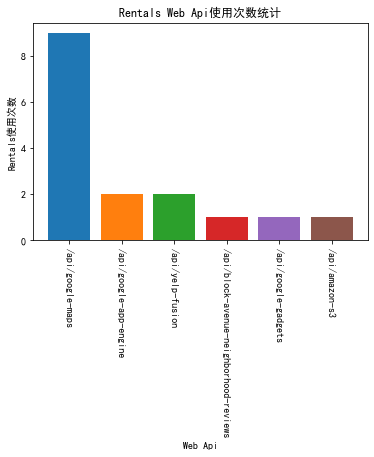 Rentals Web Api使用次数统计
Rentals使用次数
8
6
4
2
0
/api/google-maps
/api/google-app-engine
/api/yelp-fusion
/api/block-avenue-neighborhood-reviews
/api/google-gadgets
/api/amazon-s3
Web Api